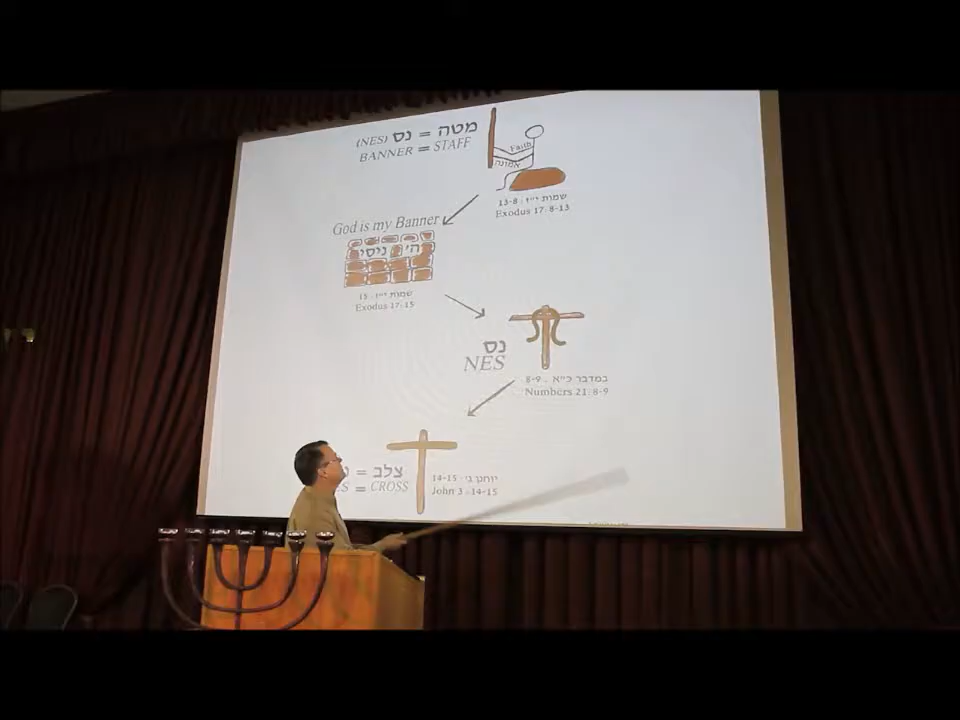 (NES) מטה = נס
BANNER = STAFF
Faith
אמונה
שמות י״ז : 13-8
Exodus 17: 8-13
God is my Banner
ה' ניסי
שמות י״ז : 15
Exodus 17:15
נס
NES
במדבר כ״א : 8-9
Numbers 21: 8-9
צלב =
ES = CROSS
יוחנן ג׳ : 14-15
John 3 : 14-15